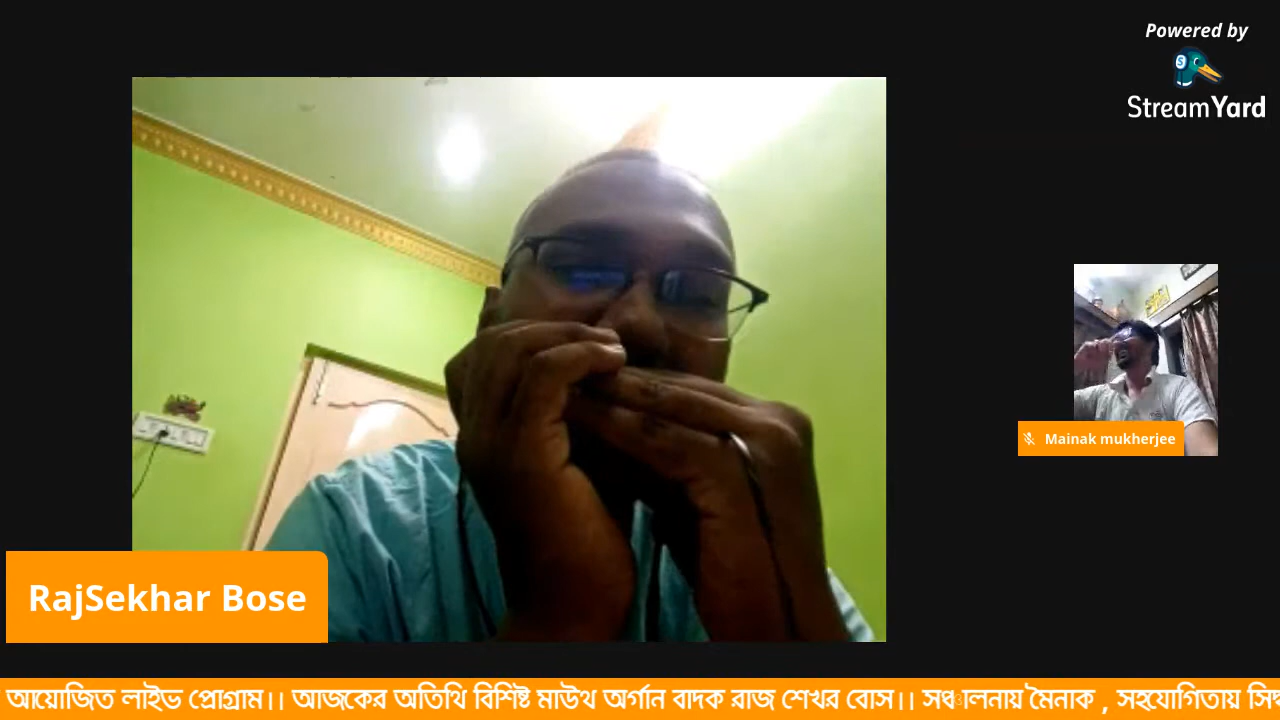 Powered by
StreamYard
Mainak mukherjee
RajSekhar Bose
আয়োজিত লাইভ প্রোগ্রাম।। আজকের অতিথি বিশিষ্ট মাউথ অর্গান বাদক রাজ শেখর বোস।। সঞ্চালনায় মৈনাক , সহযোগিতায়